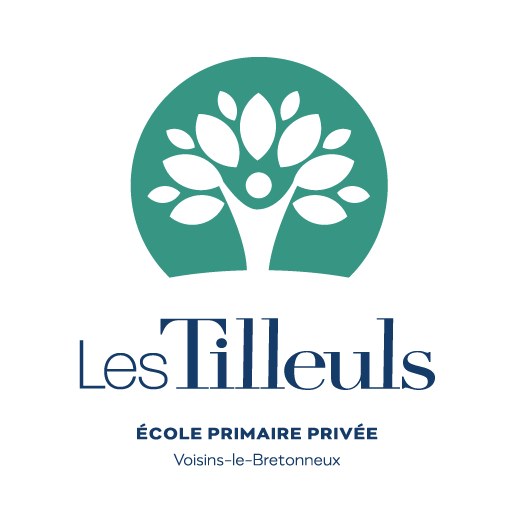 Les Tilleuls
ÉCOLE PRIMAIRE PRIVÉE
Voisins-le-Bretonneux